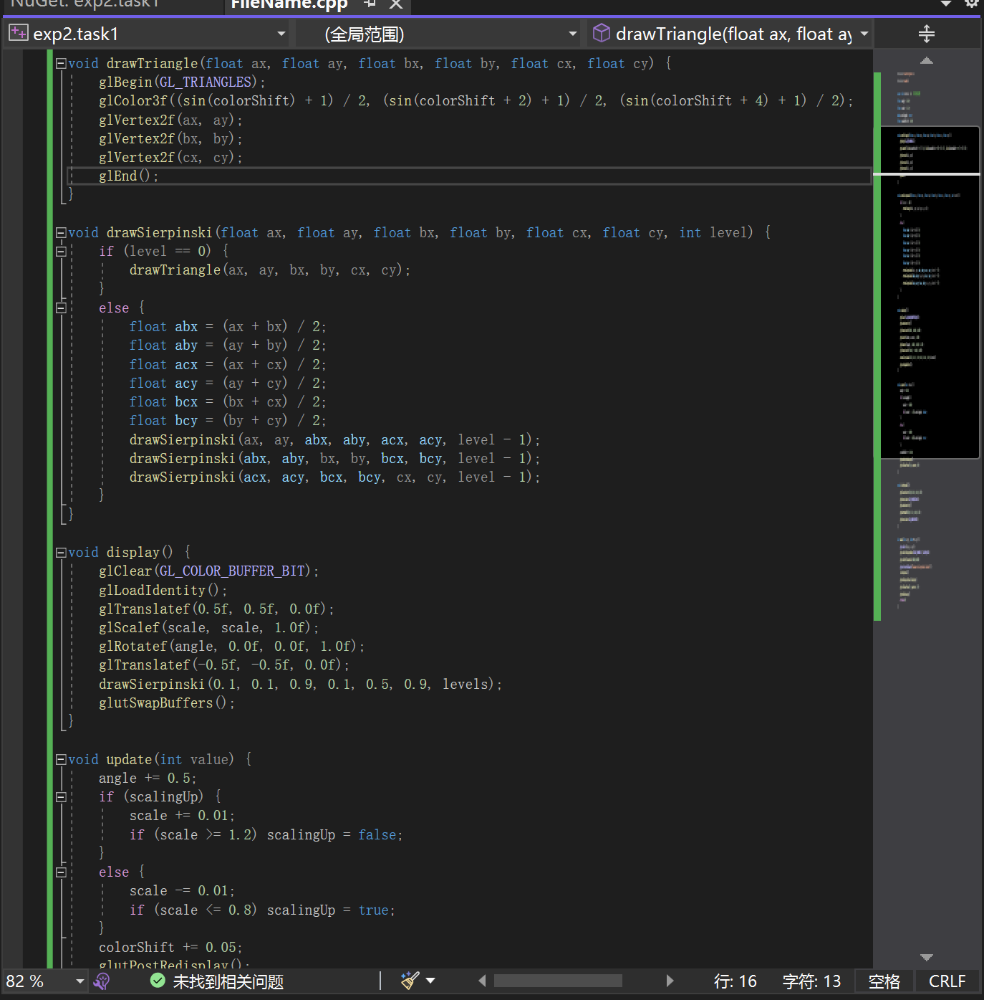 NuGet: exp2.task1 FileName.cpp
exp2.task1 (全局范围) drawTriangle(float ax, float ay
void drawTriangle(float ax, float ay, float bx, float by, float cx, float cy) {
glBegin(GL_TRIANGLES);
glColor3f((sin(colorShift) + 1) / 2, (sin(colorShift + 2) + 1) / 2, (sin(colorShift + 4) + 1) / 2);
glVertex2f(ax, ay);
glVertex2f(bx, by);
glVertex2f(cx, cy);
glEnd();
}
void drawSierpinski(float ax, float ay, float bx, float by, float cx, float cy, int level) {
if (level == 0) {
drawTriangle(ax, ay, bx, by, cx, cy);
}
else {
float abx = (ax + bx) / 2;
float aby = (ay + by) / 2;
float acx = (ax + cx) / 2;
float acy = (ay + cy) / 2;
float bcx = (bx + cx) / 2;
float bcy = (by + cy) / 2;
drawSierpinski(ax, ay, abx, aby, acx, acy, level - 1);
drawSierpinski(abx, aby, bx, by, bcx, bcy, level - 1);
drawSierpinski(acx, acy, bcx, bcy, cx, cy, level - 1);
}
}
void display() {
glClear(GL_COLOR_BUFFER_BIT);
glLoadIdentity();
glTranslatef(0.5f, 0.5f, 0.0f);
glScalef(scale, scale, 1.0f);
glRotatef(angle, 0.0f, 0.0f, 1.0f);
glTranslatef(-0.5f, -0.5f, 0.0f);
drawSierpinski(0.1, 0.1, 0.9, 0.1, 0.5, 0.9, levels);
glutSwapBuffers();
}
void update(int value) {
angle += 0.5;
if (scalingUp) {
scale += 0.01;
if (scale >= 1.2) scalingUp = false;
}
else {
scale -= 0.01;
if (scale <= 0.8) scalingUp = true;
}
colorShift += 0.05;
glutPostRedisplay();
82 % 未找到相关问题 行: 16 字符: 13 空格 CRLF